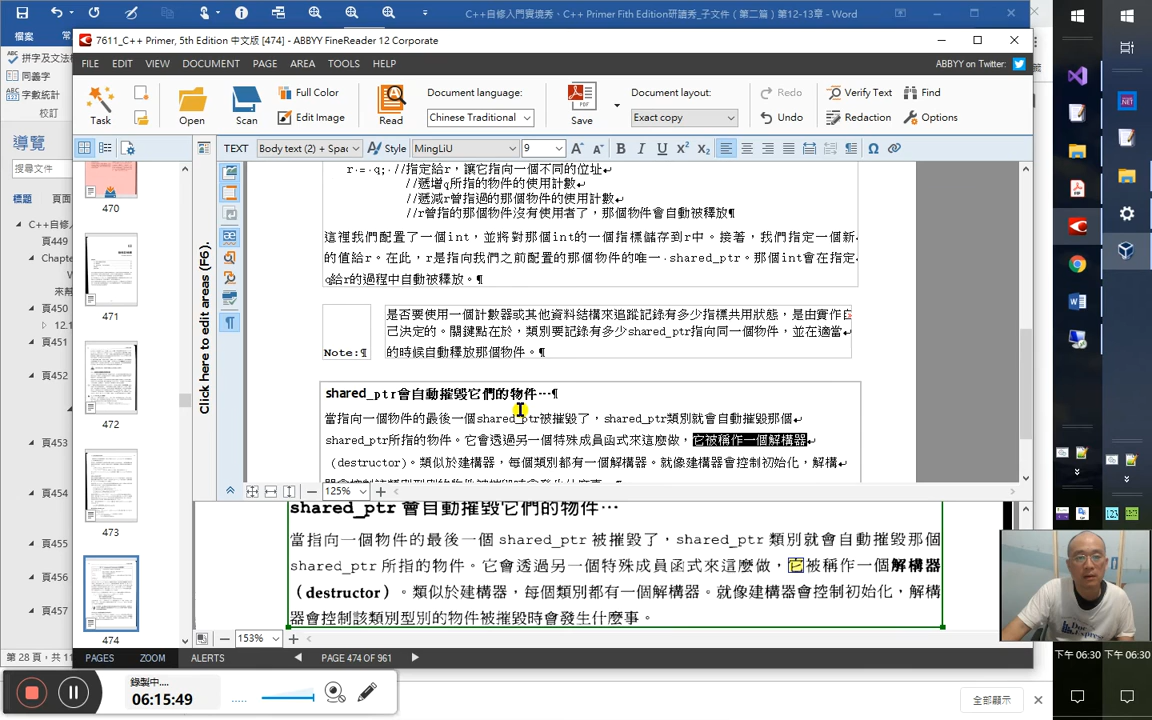 C++自修入門實境秀、C++ Primer Fith Edition研讀秀_子文件（第二篇）第12-13章 - Word
檔案
常
7611_C++ Primer, 5th Edition 中文版 [474] - ABBYY FineReader 12 Corporate
FILE EDIT VIEW DOCUMENT PAGE AREA TOOLS HELP
ABBYY on Twitter:
拼字及文法
同義字
字數統計
校訂
Task
Open
Scan
Full Color
Edit Image
Read
Document language:
Chinese Traditional
Save
Document layout:
Exact copy
Redo
Undo
Verify Text
Redaction
Find
Options
TEXT Body text (2) + Spac Style MingLiU 9
導覽
搜尋文件
標題 頁面
C++自修
頁449
Chapte
來幫
頁450
12.1
頁451
頁452
頁453
頁454
頁455
頁456
頁457
470
471
472
473
474
Click here to edit areas (F6).
r·=·q;·//指定給r，讓它指向一個不同的位址
//遞增q所指的物件的使用計數
//遞減r曾指過的那個物件的使用計數
//r曾指的那個物件沒有使用者了，那個物件會自動被釋放¶
這裡我們配置了一個int，並將對那個int的一個指標儲存到r中。接著，我們指定一個新
的值給r。在此，r是指向我們之前配置的那個物件的唯一·shared_ptr。那個int會在指定
q給r的過程中自動被釋放。¶
是否要使用一個計數器或其他資料結構來追蹤記錄有多少指標共用狀態，是由實作自
己決定的。關鍵點在於，類別要記錄有多少shared_ptr指向同一個物件，並在適當
Note:¶ 的時候自動釋放那個物件。¶
shared_ptr會自動摧毀它們的物件…¶
當指向一個物件的最後一個shared_ptr被摧毀了，shared_ptr類別就會自動摧毀那個
shared_ptr所指的物件。它會透過另一個特殊成員函式來這麼做，它被稱作一個解構器
（destructor）。類似於建構器，每個類別都有一個解構器。就像建構器會控制初始化，解構
125%
shared_ptr 會自動摧毀它們的物件…
當指向一個物件的最後一個 shared_ptr 被摧毀了，shared_ptr 類別就會自動摧毀那個
shared_ptr 所指的物件。它會透過另一個特殊成員函式來這麼做，它被稱作一個解構器
（destructor）。類似於建構器，每個類別都有一個解構器。就像建構器會控制初始化，解構
器會控制該類別型別的物件被摧毀時會發生什麼事。
153%
第 28 頁，共 1
PAGES ZOOM ALERTS PAGE 474 OF 961
錄製中....
06:15:49
全部顯示
下午 06:30 下午 06:30